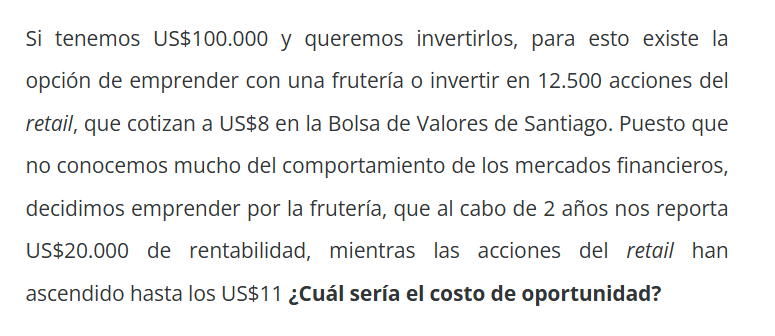 Si tenemos US$100.000 y queremos invertirlos, para esto existe la
opción de emprender con una frutería o invertir en 12.500 acciones del
retail, que cotizan a US$8 en la Bolsa de Valores de Santiago. Puesto que
no conocemos mucho del comportamiento de los mercados financieros,
decidimos emprender por la frutería, que al cabo de 2 años nos reporta
US$20.000 de rentabilidad, mientras las acciones del retail han
ascendido hasta los US$11 ¿Cuál sería el costo de oportunidad?